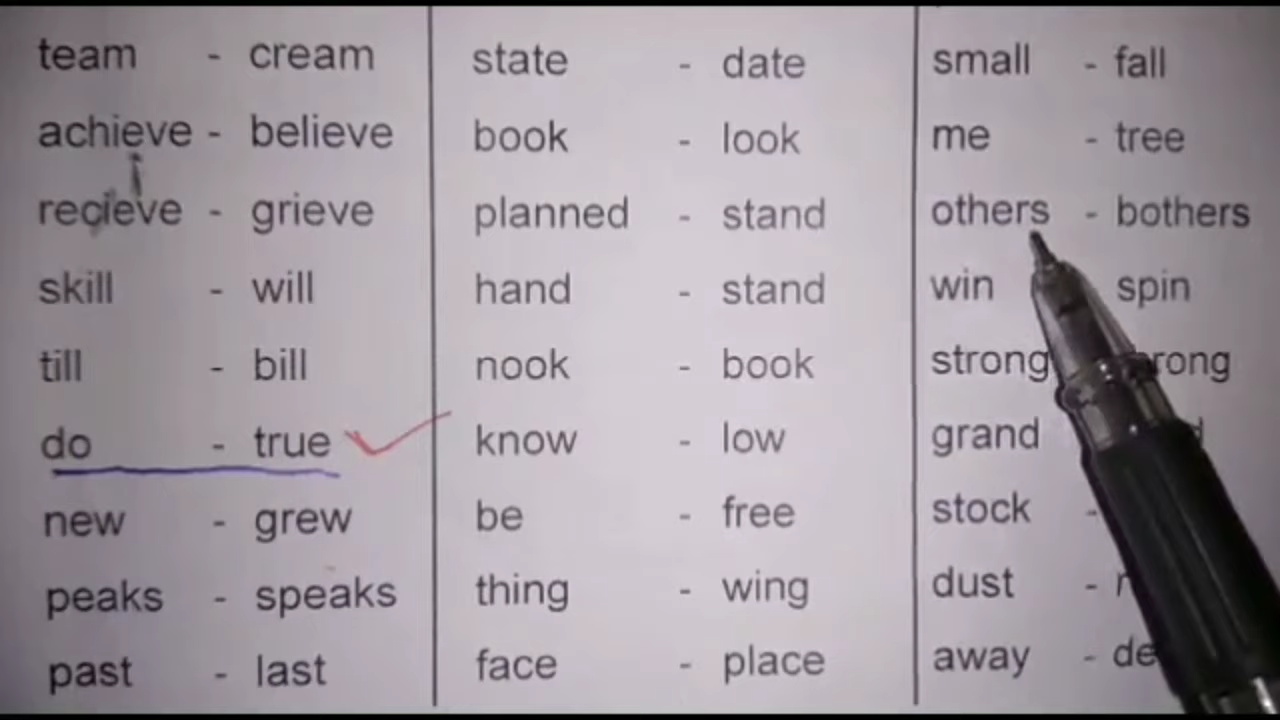 team - cream
achieve - believe
recieve - grieve
skill - will
till - bill
do - true
new - grew
peaks - speaks
past - last
state - date
book - look
planned - stand
hand - stand
nook - book
know - low
be - free
thing - wing
face - place
small - fall
me - tree
others - bothers
win spin
strong
grand
stock -
dust -
away -